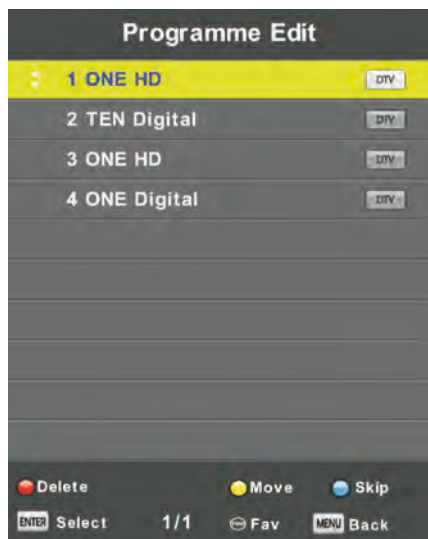 Programme Edit
1 ONE HD DTV
2 TEN Digital DTV
3 ONE HD DTV
4 ONE Digital DTV
Delete Move Skip
ENTER Select 1/1 Fav MENU Back